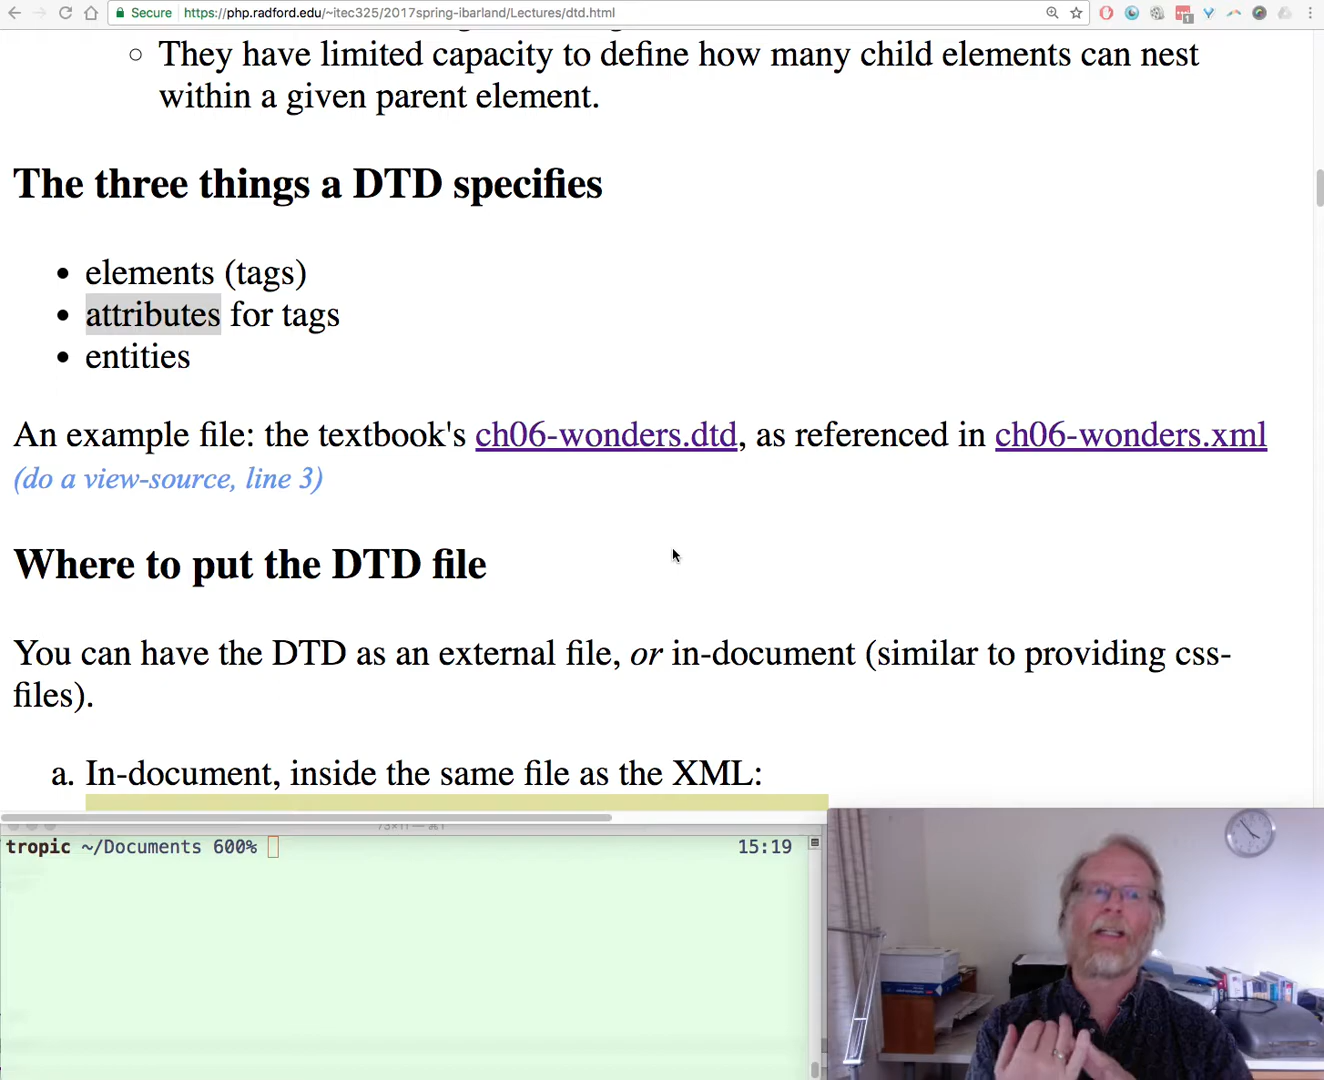 Secure https://php.radford.edu/~itec325/2017spring-ibarland/Lectures/dtd.html
They have limited capacity to define how many child elements can nest
within a given parent element.
The three things a DTD specifies
elements (tags)
attributes for tags
entities
An example file: the textbook's ch06-wonders.dtd, as referenced in ch06-wonders.xml
(do a view-source, line 3)
Where to put the DTD file
You can have the DTD as an external file, or in-document (similar to providing css-
files).
a. In-document, inside the same file as the XML:
tropic ~/Documents 600% 15:19